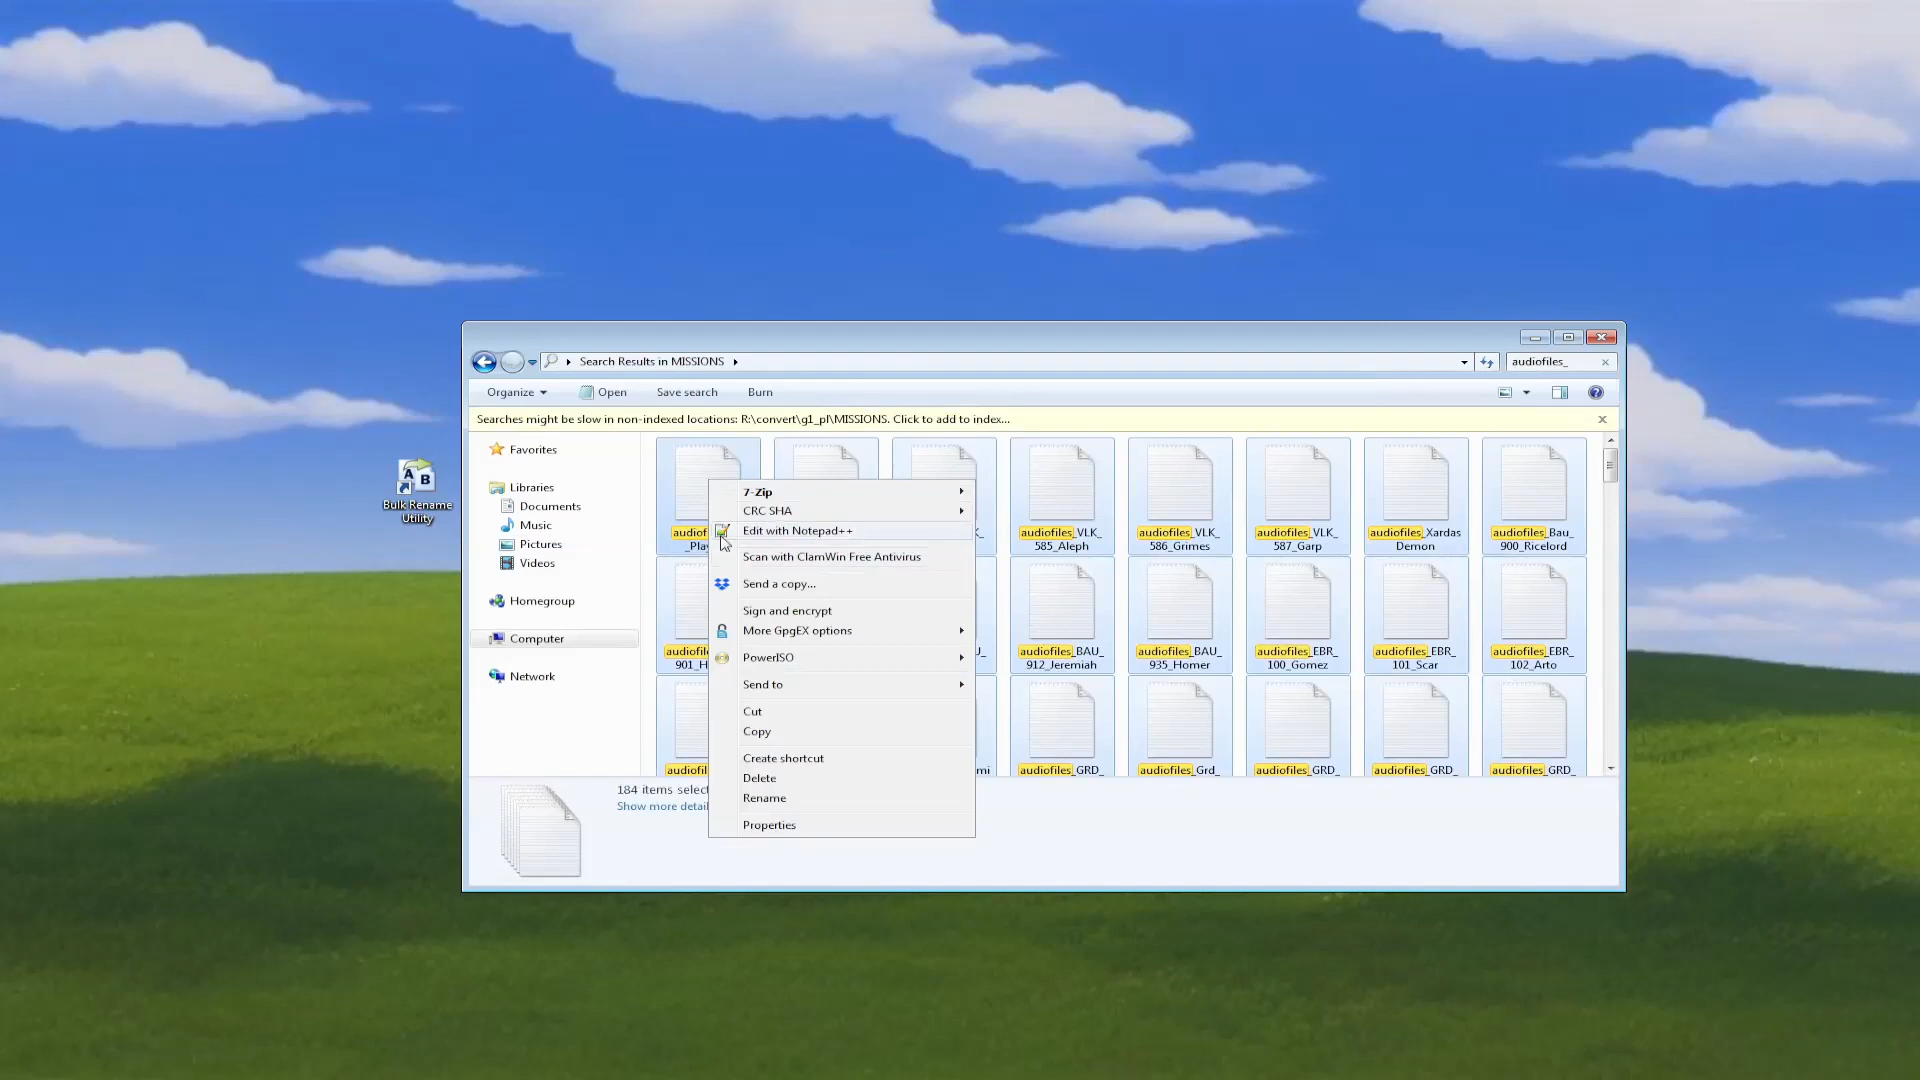 Search Results in MISSIONS
audiofiles_
Organize
Open
Save search
Burn
Searches might be slow in non-indexed locations: R:\convert\g1_pl\MISSIONS. Click to add to index...
Favorites
Libraries
Documents
Music
Pictures
Videos
Homegroup
Computer
Network
Bulk Rename
Utility
audiofiles_VLK_
585_Aleph
audiofiles_VLK_
586_Grimes
audiofiles_VLK_
587_Garp
audiofiles_Xardas
Demon
audiofiles_Bau_
900_Ricelord
audiofiles_BAU_
912_Jeremiah
audiofiles_BAU_
935_Homer
audiofiles_EBR_
100_Gomez
audiofiles_EBR_
101_Scar
audiofiles_EBR_
102_Arto
audiofiles_GRD_
audiofiles_Grd_
audiofiles_GRD_
audiofiles_GRD_
audiofiles_GRD_
7-Zip
CRC SHA
Edit with Notepad++
Scan with ClamWin Free Antivirus
Send a copy...
Sign and encrypt
More GpgEX options
PowerISO
Send to
Cut
Copy
Create shortcut
Delete
Rename
Properties
184 items select
Show more detail